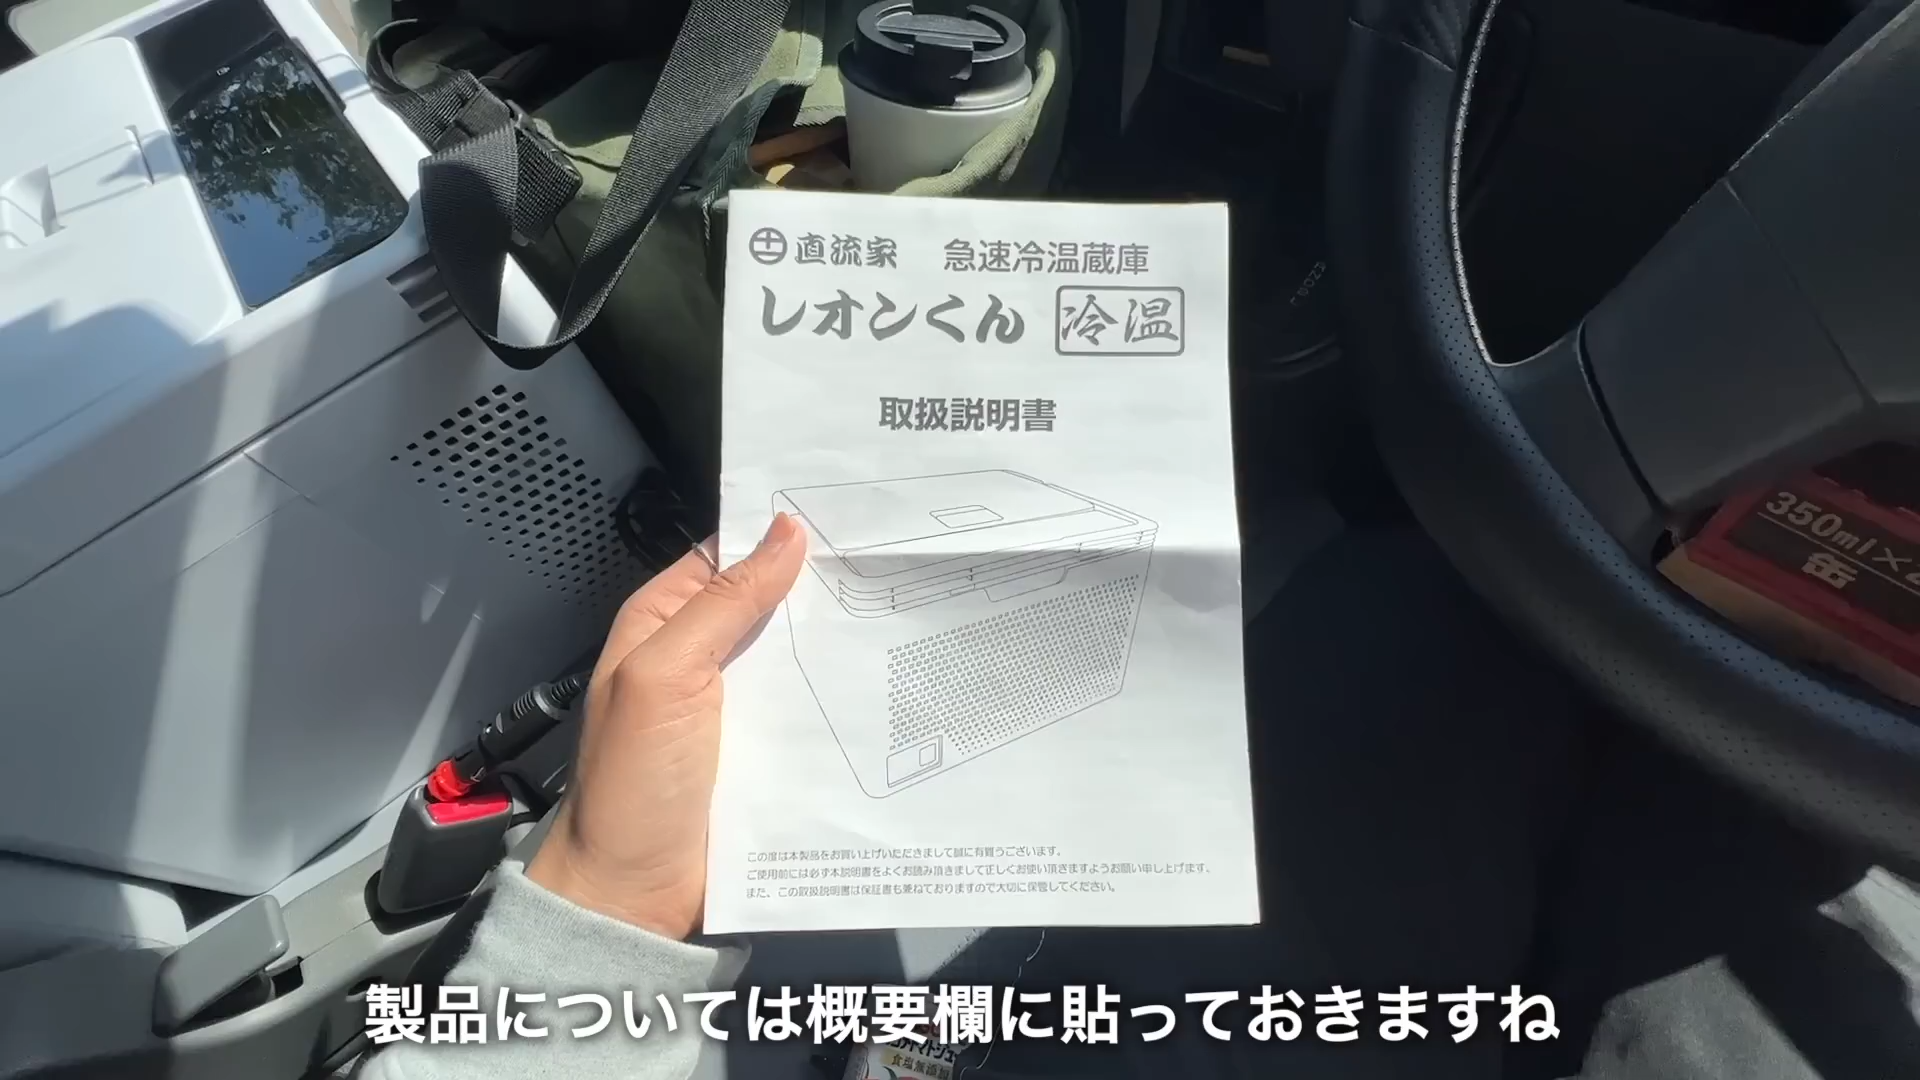 直流家 急速冷温蔵庫
レオンくん 冷温
取扱説明書
この度は本製品をお買い上げいただきまして誠に有難うございます。
ご使用前には必ず本説明書をよくお読み頂きまして正しくお使い頂きますようお願い申し上げます。
また、この取扱説明書は保証書も兼ねておりますので大切に保管してください。
350ml×2
缶
製品については概要欄に貼っておきますね
食塩無添加